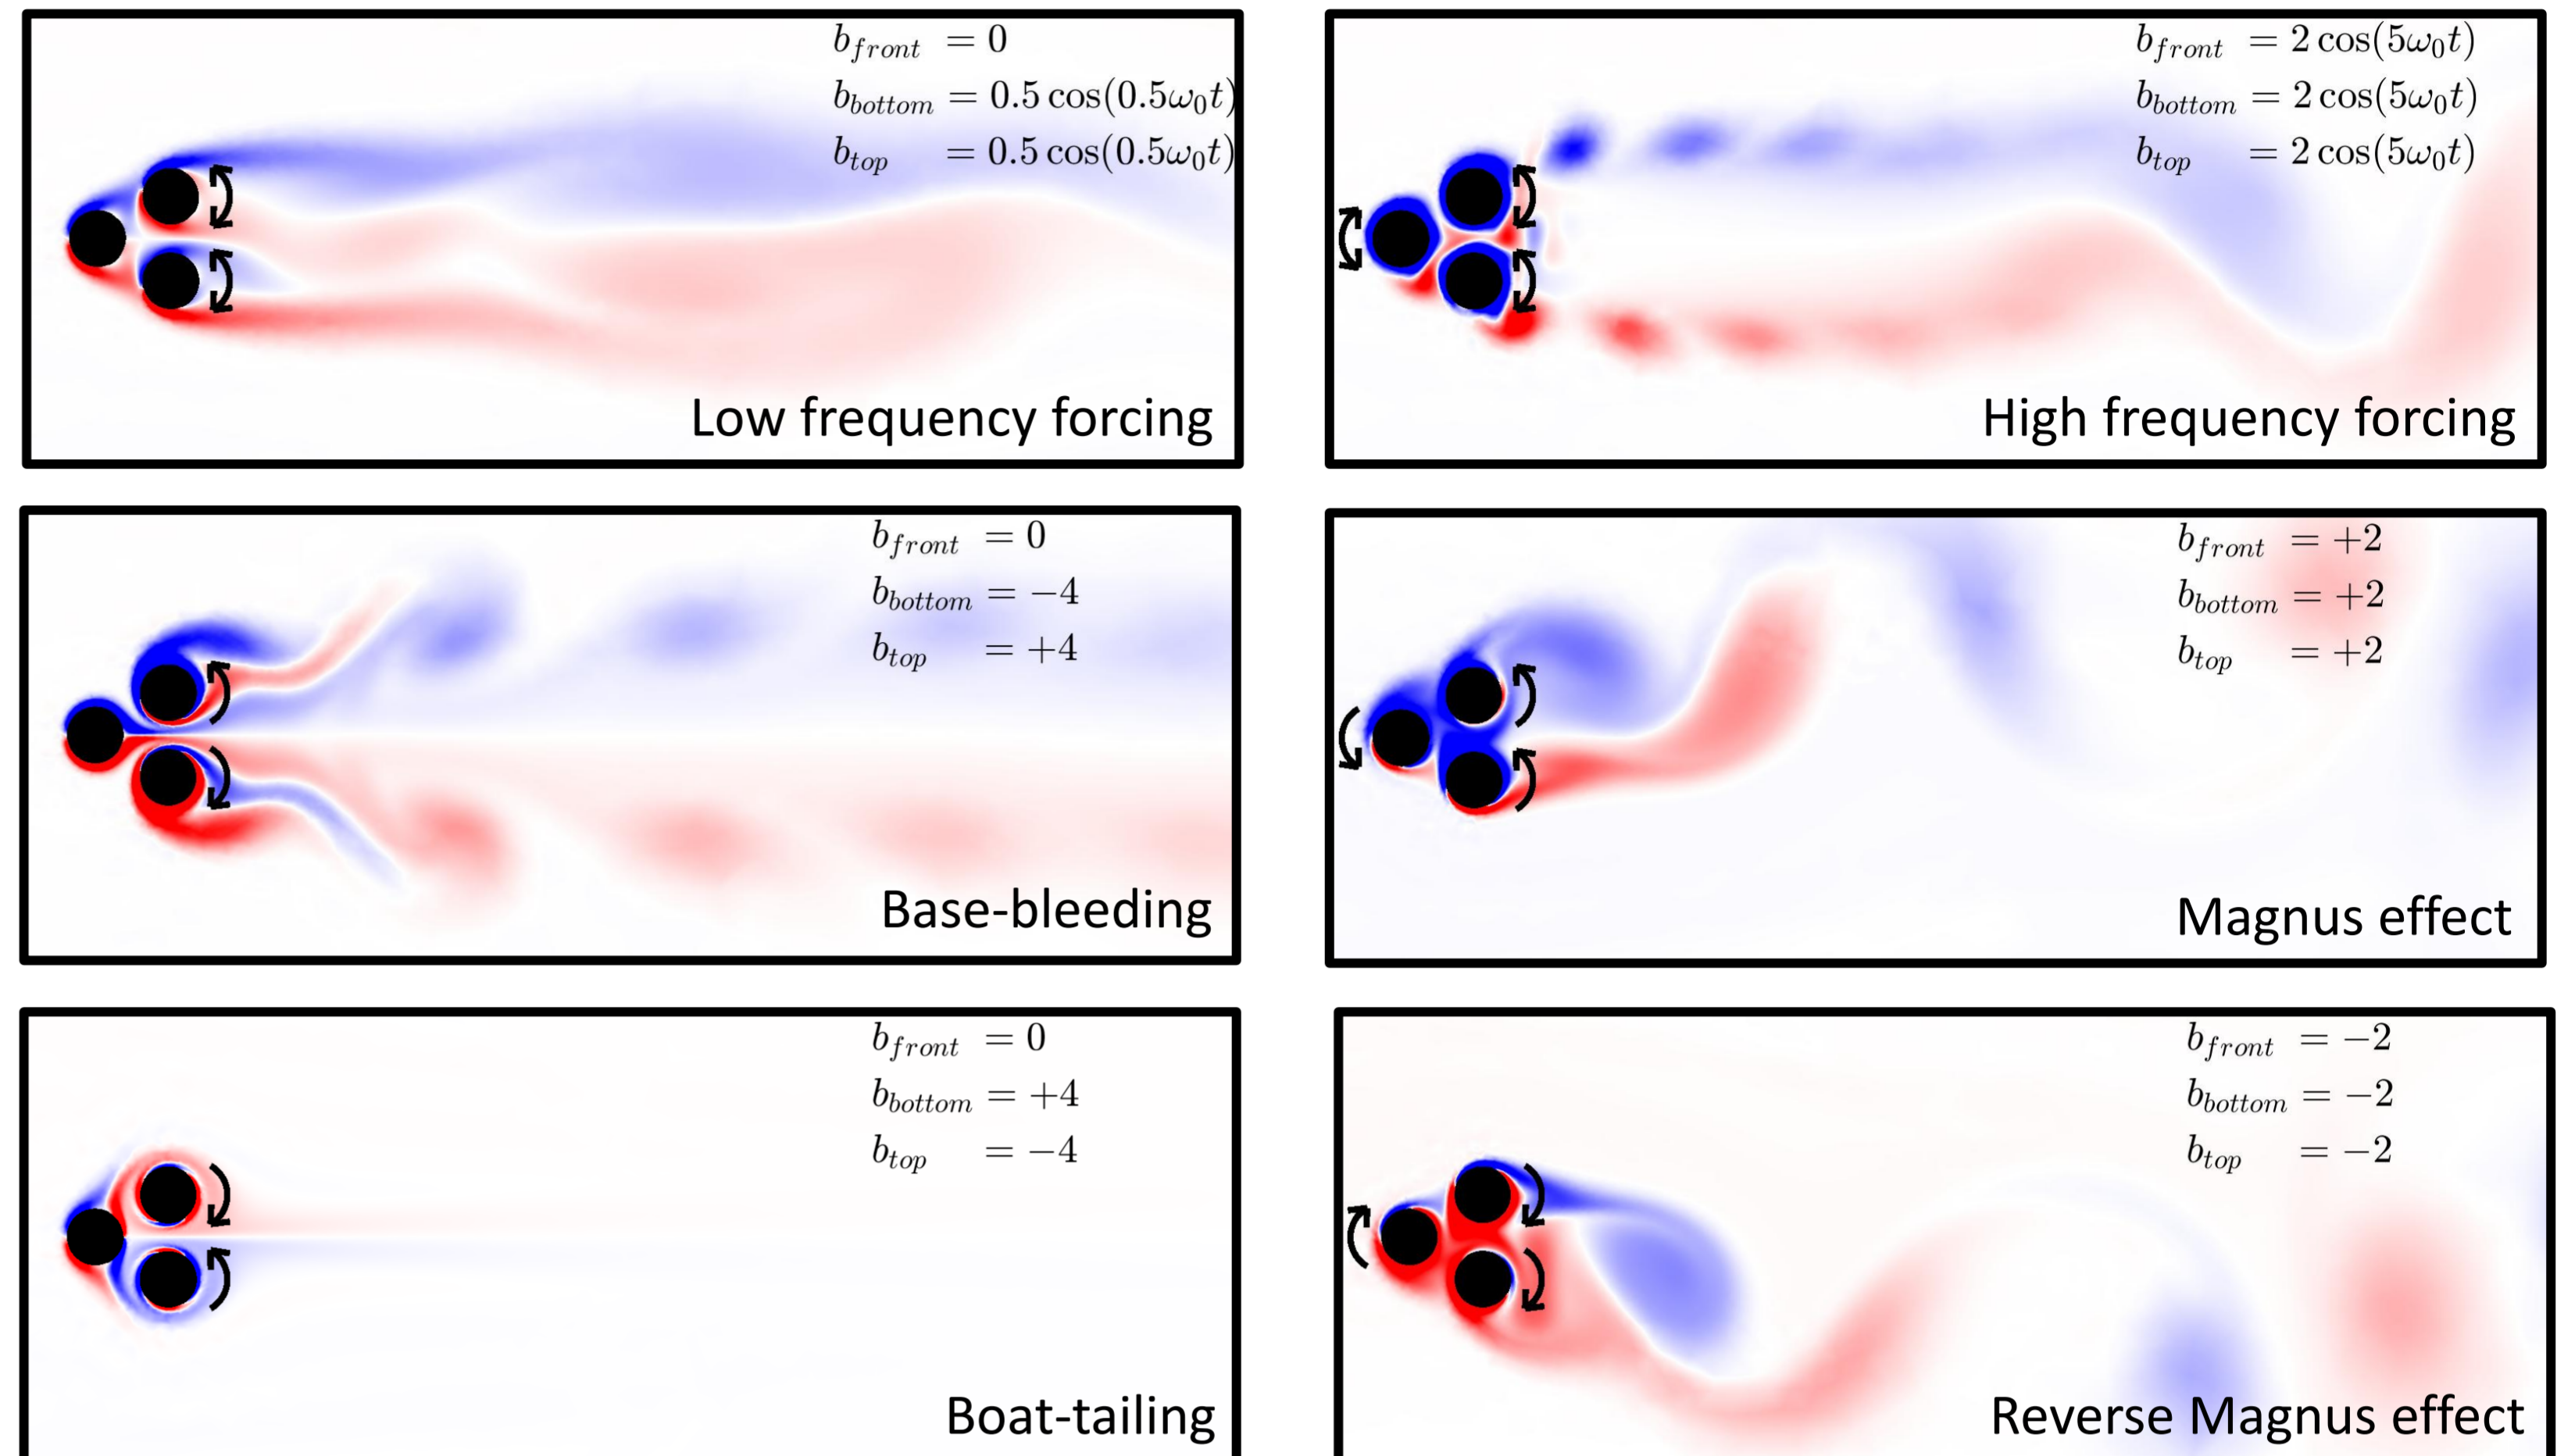 b_front = 0
b_bottom = 0.5 cos(0.5ω₀t)
b_top = 0.5 cos(0.5ω₀t)
Low frequency forcing
b_front = 2 cos(5ω₀t)
b_bottom = 2 cos(5ω₀t)
b_top = 2 cos(5ω₀t)
High frequency forcing
b_front = 0
b_bottom = −4
b_top = +4
Base-bleeding
b_front = +2
b_bottom = +2
b_top = +2
Magnus effect
b_front = 0
b_bottom = +4
b_top = −4
Boat-tailing
b_front = −2
b_bottom = −2
b_top = −2
Reverse Magnus effect